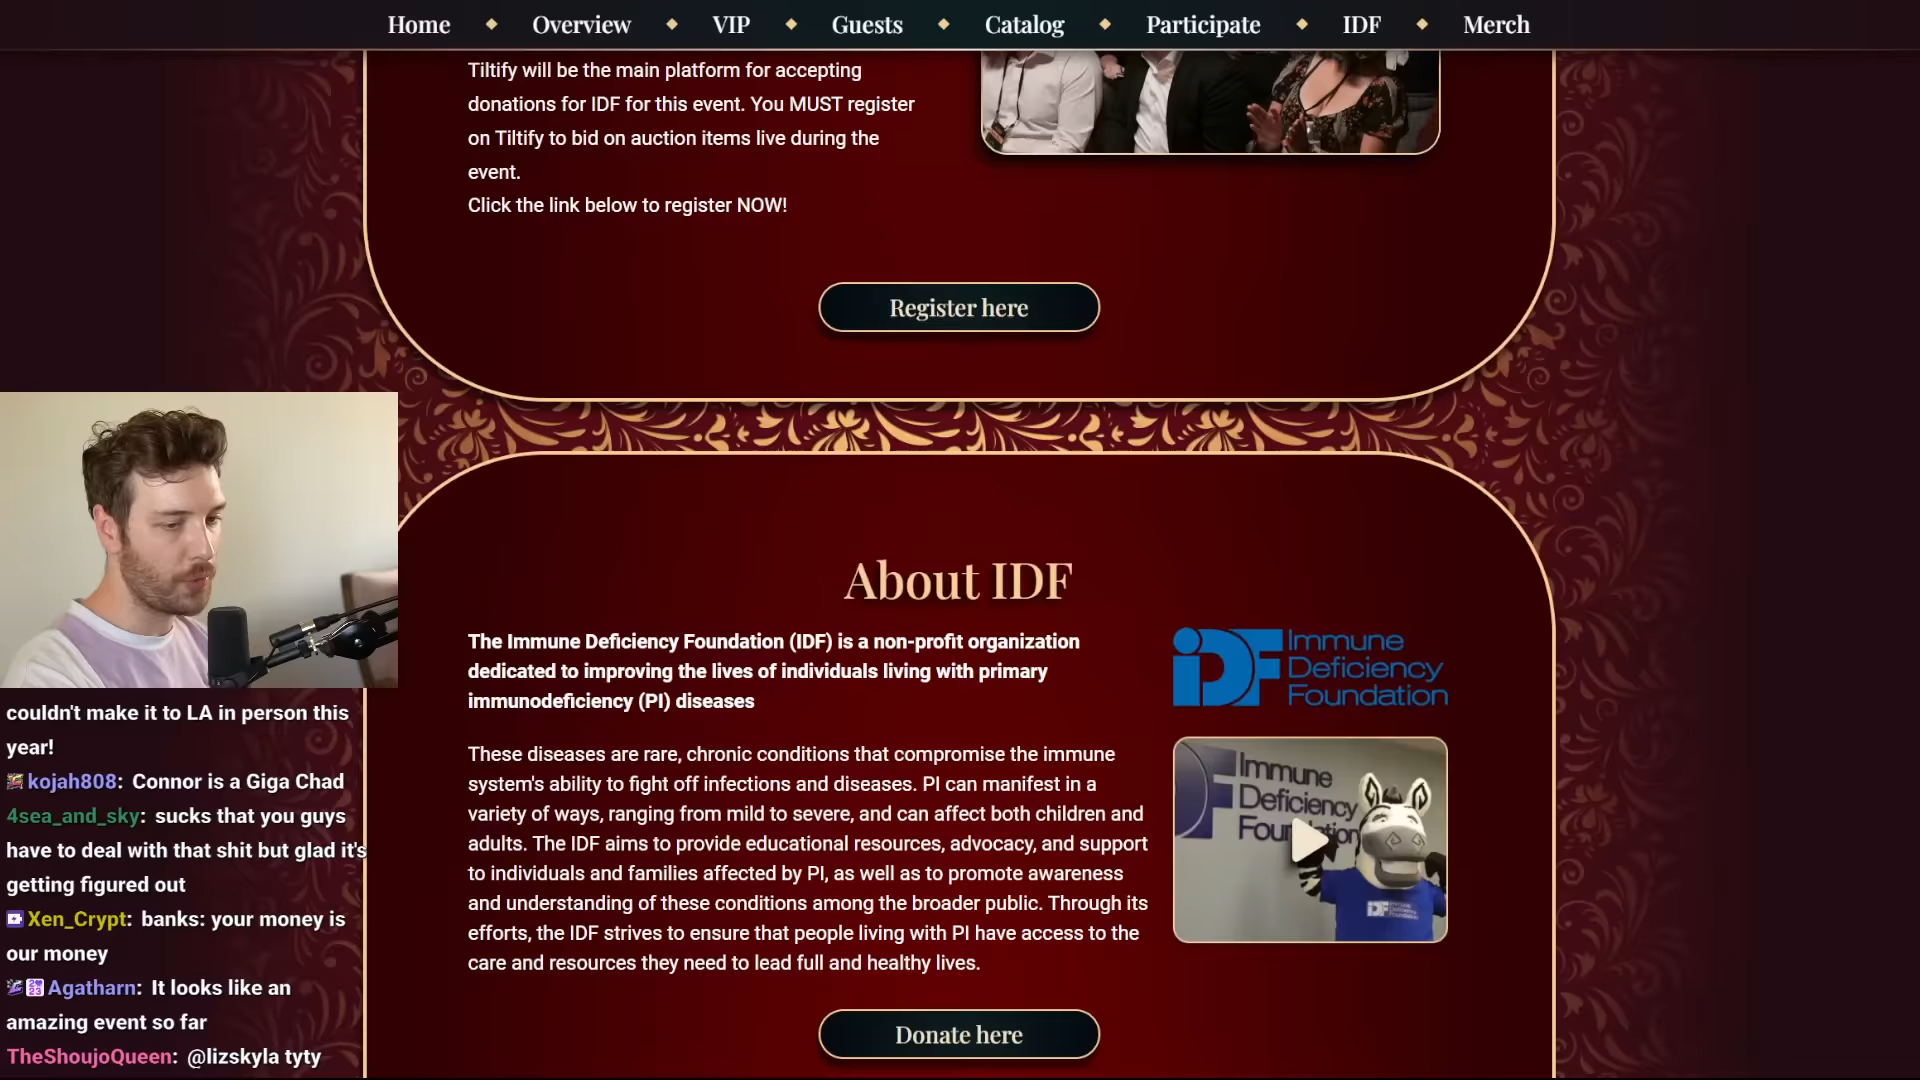 Home
Overview
VIP
Guests
Catalog
Participate
IDF
Merch
Tiltify will be the main platform for accepting
donations for IDF for this event. You MUST register
on Tiltify to bid on auction items live during the
event.
Click the link below to register NOW!
Register here
About IDF
The Immune Deficiency Foundation (IDF) is a non-profit organization
dedicated to improving the lives of individuals living with primary
immunodeficiency (PI) diseases
These diseases are rare, chronic conditions that compromise the immune
system's ability to fight off infections and diseases. PI can manifest in a
variety of ways, ranging from mild to severe, and can affect both children and
adults. The IDF aims to provide educational resources, advocacy, and support
to individuals and families affected by PI, as well as to promote awareness
and understanding of these conditions among the broader public. Through its
efforts, the IDF strives to ensure that people living with PI have access to the
care and resources they need to lead full and healthy lives.
iDF
Immune
Deficiency
Foundation
Immune
Deficiency
Foundation
Donate here
couldn't make it to LA in person this
year!
kojah808: Connor is a Giga Chad
4sea_and_sky: sucks that you guys
have to deal with that shit but glad it's
getting figured out
Xen_Crypt: banks: your money is
our money
Agatharn: It looks like an
amazing event so far
TheShoujoQueen: @lizskyla tyty